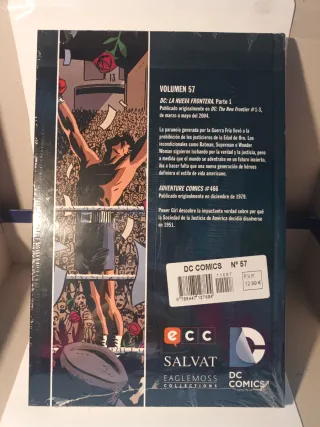 VOLUMEN 57
DC: LA NUEVA FRONTERA, Parte 1
Publicado originalmente en DC: The New Frontier #1-3,
de marzo a mayo del 2004.
La paranoia generada por la Guerra Fría llevó a la
prohibición de los justicieros de la Edad de Oro. Los
incondicionales como Batman, Superman o Wonder
Woman siguieron luchando por la verdad y la justicia, pero
a medida que el mundo se adentraba en un futuro incierto,
iba a hacer falta que una nueva generación de héroes
definiera el estilo de vida americano.
ADVENTURE COMICS #466
Publicado originalmente en diciembre de 1979.
Power Girl descubre la impactante verdad sobre por qué
la Sociedad de la Justicia de América decidió disolverse
en 1951.
DC COMICS Nº 57
P.V.P.
12.99 €
ecc
SALVAT
EAGLEMOSS
COLLECTIONS
DC
COMICS